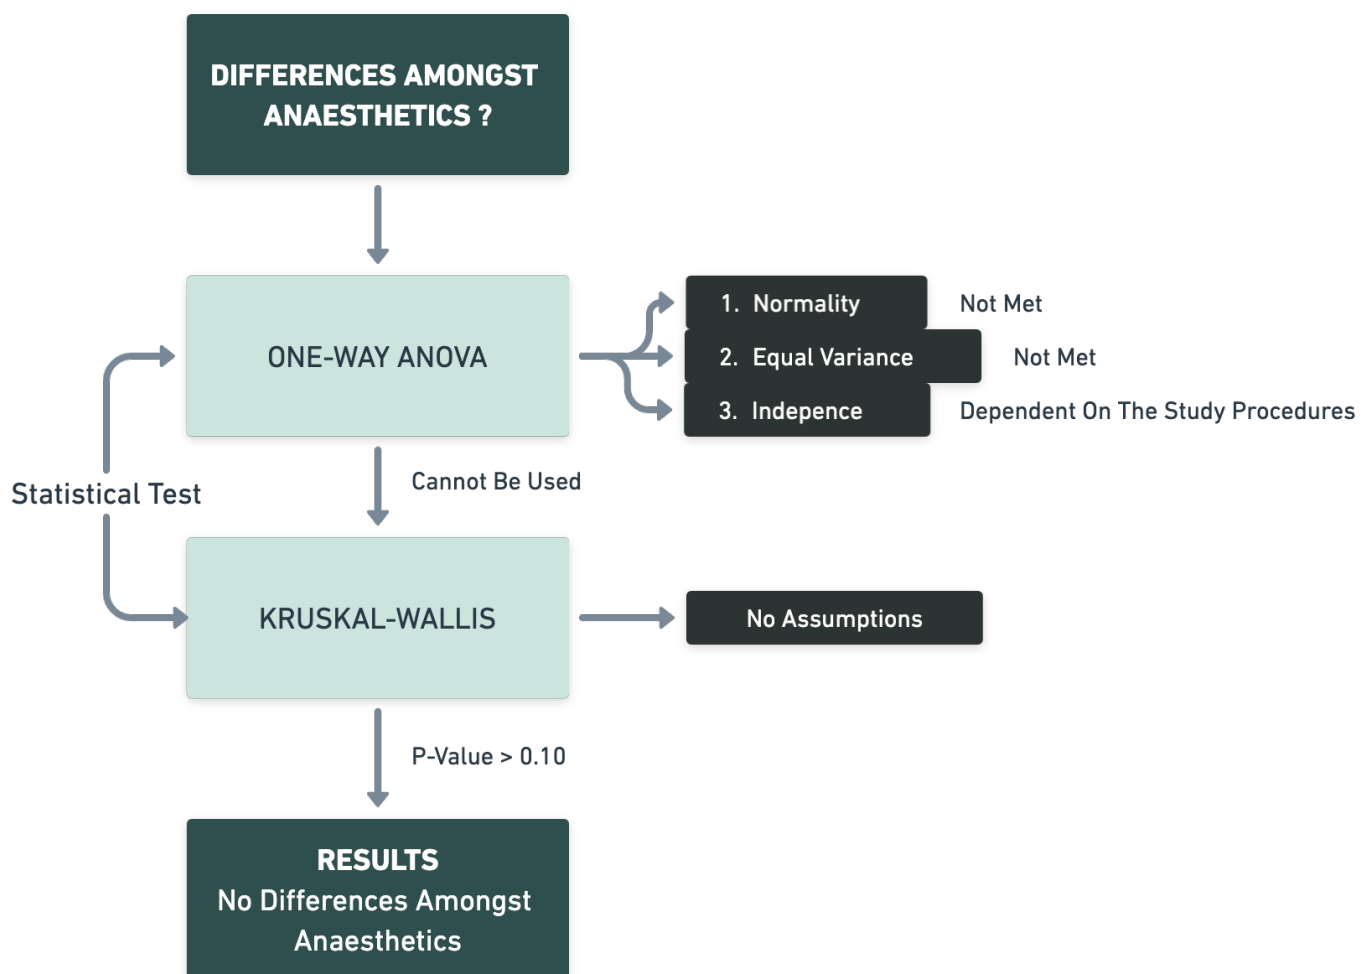 DIFFERENCES AMONGST
ANAESTHETICS ?
ONE-WAY ANOVA
1. Normality
Not Met
2. Equal Variance
Not Met
3. Indepence
Dependent On The Study Procedures
Cannot Be Used
Statistical Test
KRUSKAL-WALLIS
No Assumptions
P-Value > 0.10
RESULTS
No Differences Amongst
Anaesthetics